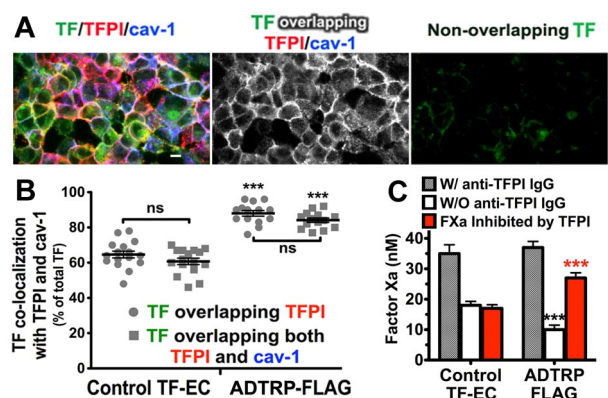 A
TF/TFPI/cav-1
TF overlapping
TFPI/cav-1
Non-overlapping TF
B
100
80
60
40
20
0
TF co-localization
with TFPI and cav-1
(% of total TF)
ns
***
***
ns
TF overlapping TFPI
TF overlapping both
TFPI and cav-1
Control TF-EC
ADTRP-FLAG
C
W/ anti-TFPI IgG
W/O anti-TFPI IgG
FXa Inhibited by TFPI
Factor Xa (nM)
40
30
20
10
0
***
***
Control
TF-EC
ADTRP
FLAG